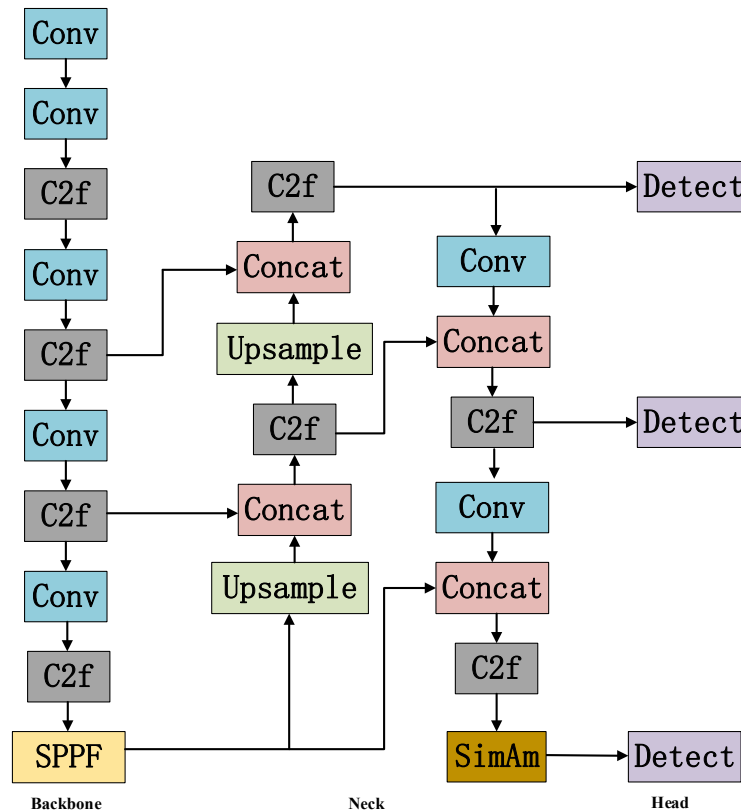 Conv
Conv
C2f
Conv
C2f
Conv
C2f
Conv
C2f
SPPF
C2f
Concat
Upsample
C2f
Concat
Upsample
Conv
Concat
C2f
Conv
Concat
C2f
SimAm
Detect
Detect
Detect
Backbone
Neck
Head